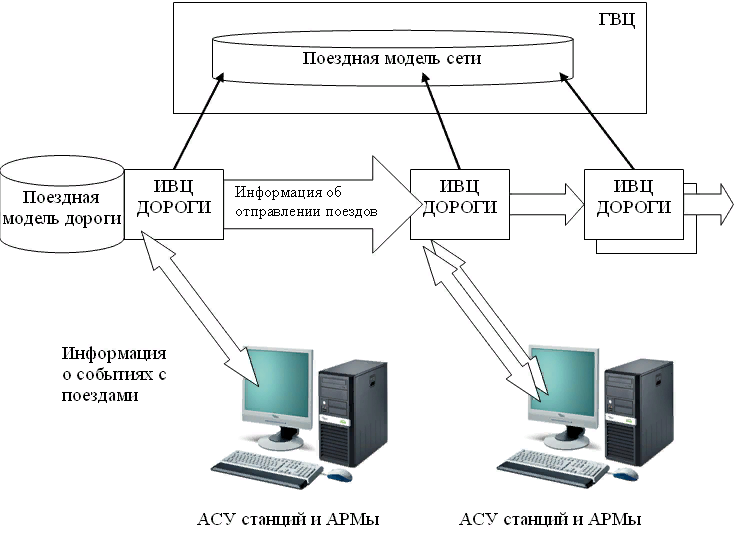 ГВЦ
Поездная модель сети
Поездная
модель дороги
ИВЦ
ДОРОГИ
Информация об
отправлении поездов
ИВЦ
ДОРОГИ
ИВЦ
ДОРОГИ
Информация
о событиях с
поездами
АСУ станций и АРМы
АСУ станций и АРМы